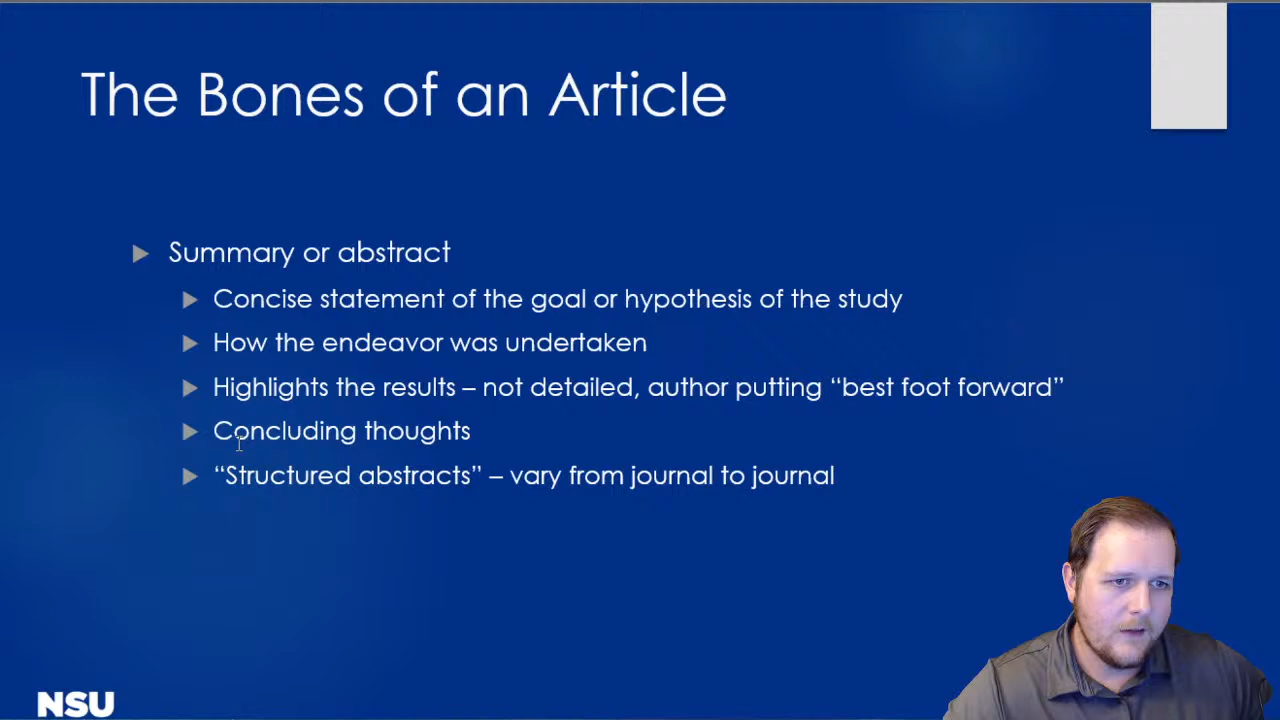 The Bones of an Article
Summary or abstract
Concise statement of the goal or hypothesis of the study
How the endeavor was undertaken
Highlights the results – not detailed, author putting “best foot forward”
Concluding thoughts
“Structured abstracts” – vary from journal to journal
NSU